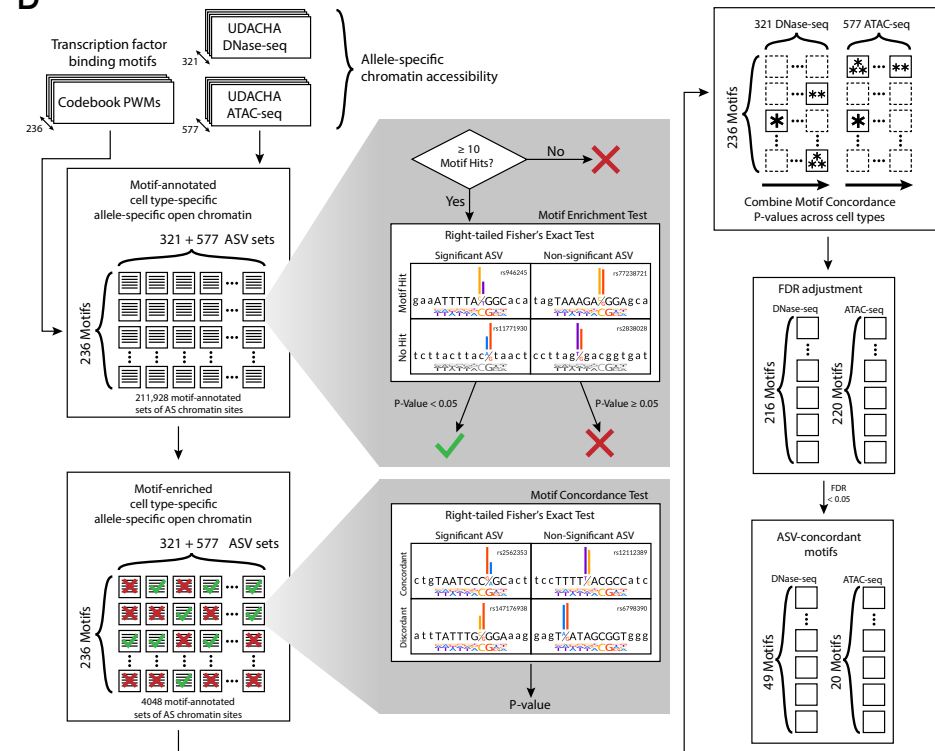 D
Transcription factor
binding motifs
Codebook PWMs
236
UDACHA
DNase-seq
321
UDACHA
ATAC-seq
577
Allele-specific
chromatin accessibility
Motif-annotated
cell type-specific
allele-specific open chromatin
321 + 577 ASV sets
236 Motifs
211,928 motif-annotated
sets of AS chromatin sites
≥ 10
Motif Hits?
No
Yes
Motif Enrichment Test
Right-tailed Fisher's Exact Test
Significant ASV
Non-significant ASV
Motif Hit
rs946245
gaaATTTTA GGCaca
rs77238721
tagTAAAGA GGAgca
No Hit
rs11771930
tcttacttac taact
rs2838028
ccttag gacggtgat
P-Value < 0.05
P-Value ≥ 0.05
Motif-enriched
cell type-specific
allele-specific open chromatin
321 + 577 ASV sets
236 Motifs
4048 motif-annotated
sets of AS chromatin sites
Motif Concordance Test
Right-tailed Fisher's Exact Test
Significant ASV
Non-Significant ASV
Concordant
rs2562353
ctgTAATCCC GCact
rs12112389
tccTTTT ACGCCatc
Discordant
rs147176938
attTATTTG GGAaag
rs6798390
gagT ATAGCGGTggg
P-value
321 DNase-seq
577 ATAC-seq
236 Motifs
Combine Motif Concordance
P-values across cell types
FDR adjustment
DNase-seq
ATAC-seq
216 Motifs
220 Motifs
FDR
< 0.05
ASV-concordant
motifs
DNase-seq
ATAC-seq
49 Motifs
20 Motifs